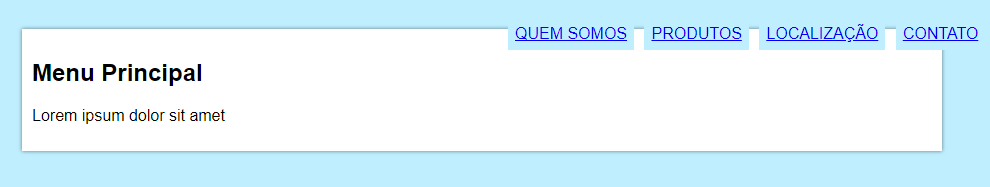 QUEM SOMOS PRODUTOS LOCALIZAÇÃO CONTATO
Menu Principal
Lorem ipsum dolor sit amet